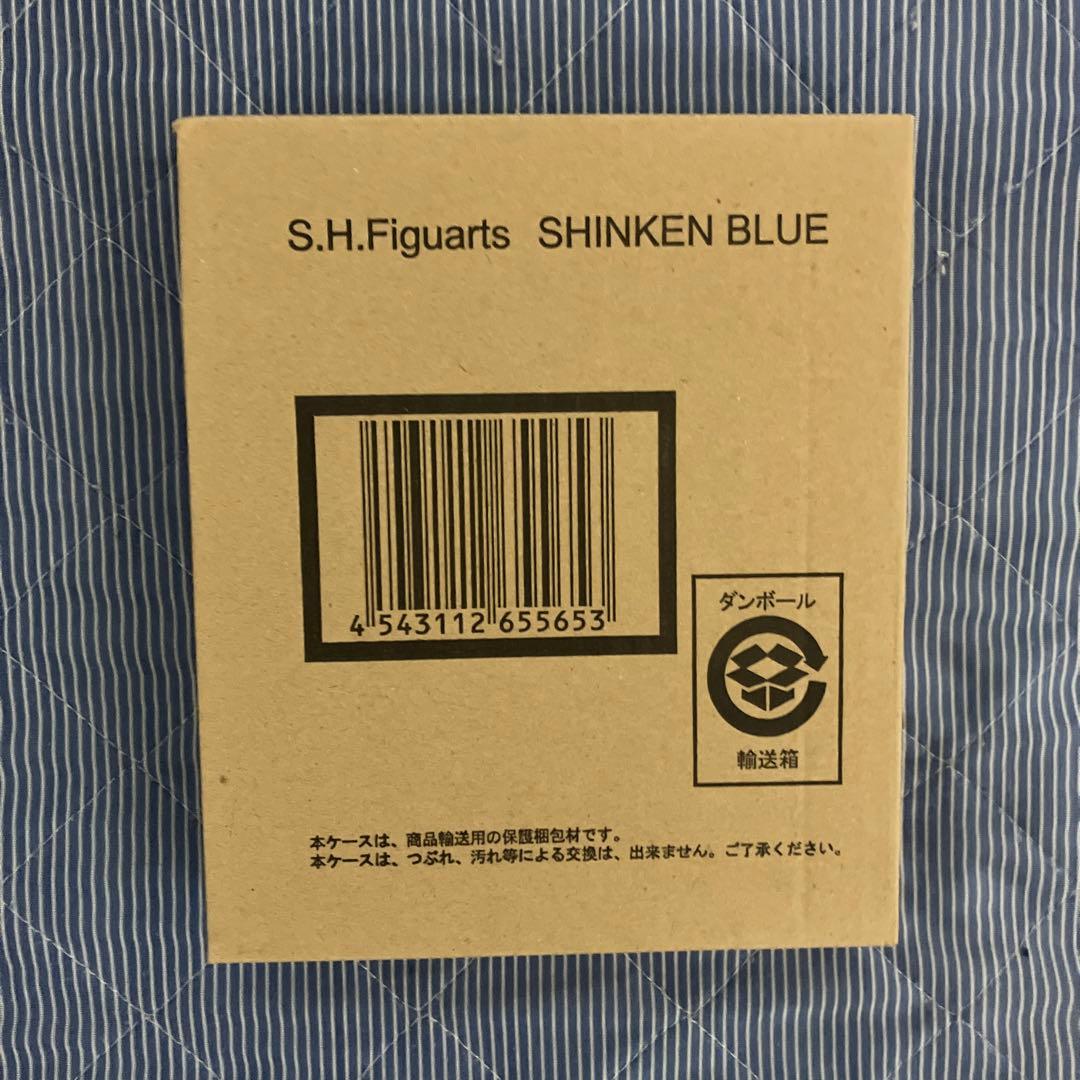 S.H.Figuarts SHINKEN BLUE
4 543112 655653
ダンボール
輸送箱
本ケースは、商品輸送用の保護梱包材です。
本ケースは、つぶれ、汚れ等による交換は、出来ません。ご了承ください。